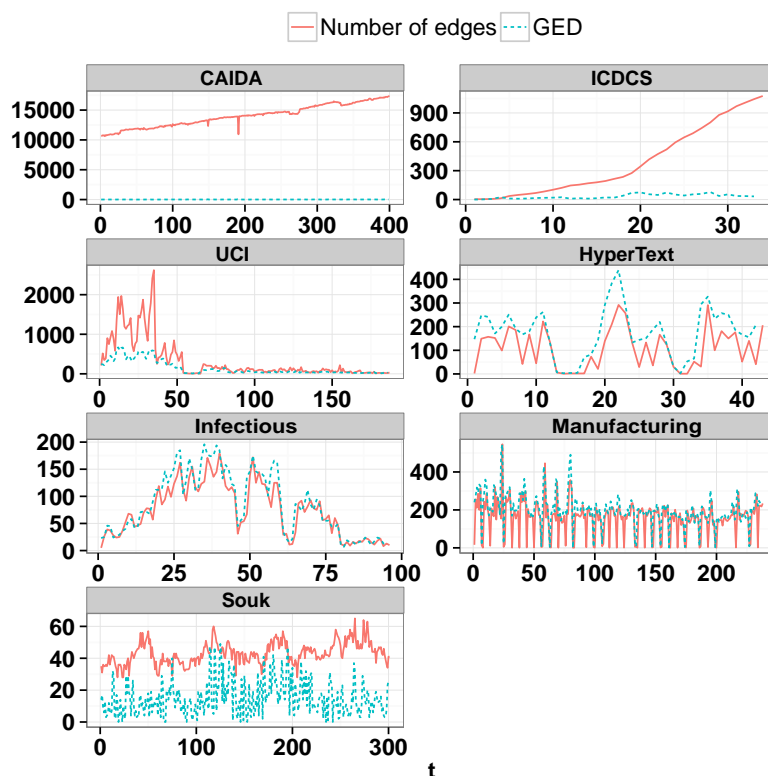 Number of edges GED
CAIDA
15000
10000
5000
0
0 100 200 300 400
ICDCS
900
600
300
0
10 20 30
UCI
2000
1000
0
0 50 100 150
HyperText
400
300
200
100
0
0 10 20 30 40
Infectious
200
150
100
50
0
0 25 50 75 100
Manufacturing
400
200
0
0 50 100 150 200
Souk
60
40
20
0
0 100 200 300
t